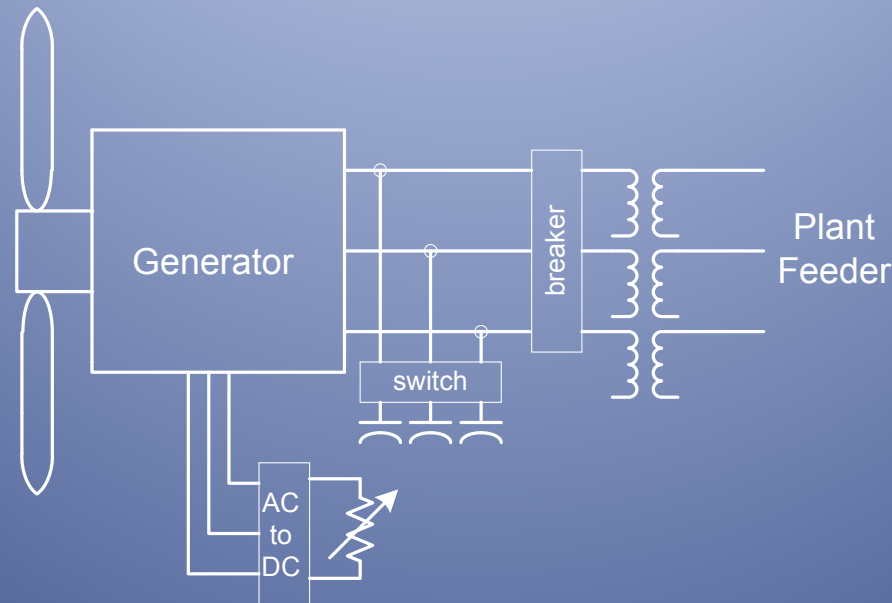 Generator
breaker
Plant
Feeder
switch
AC
to
DC